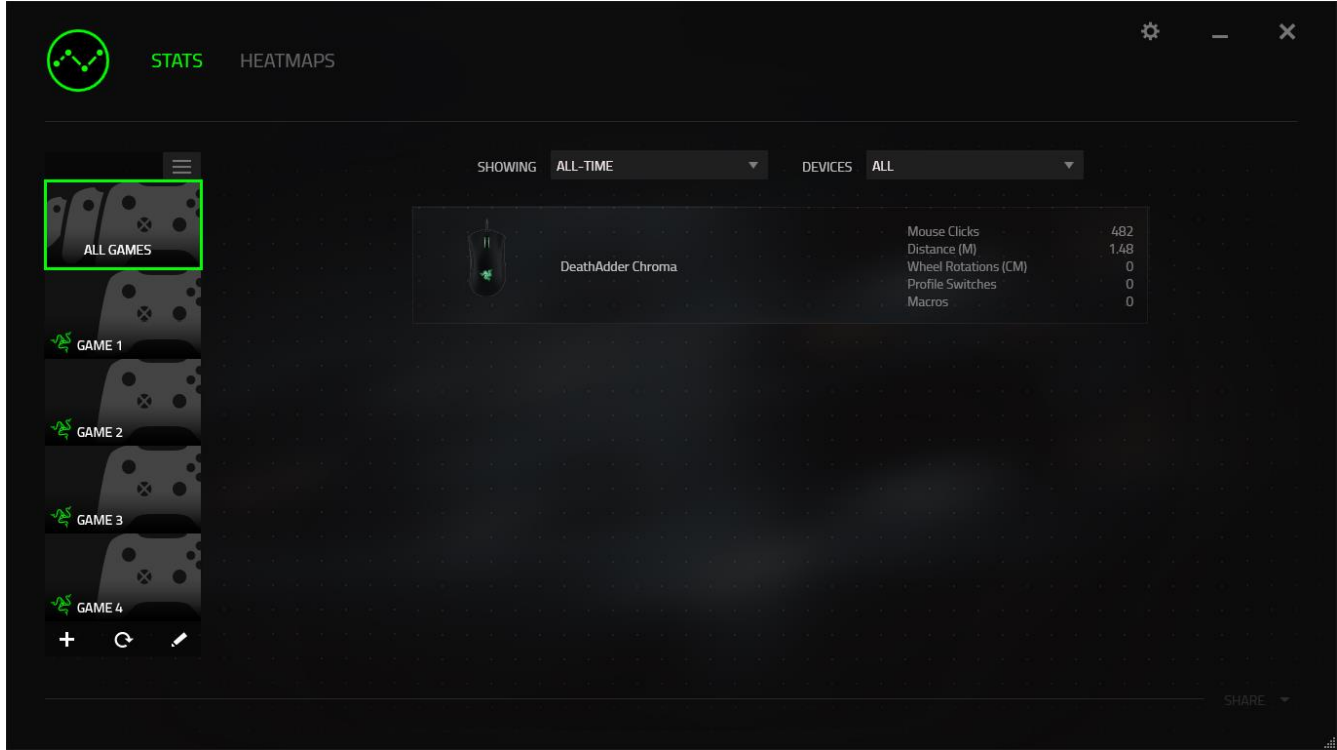 STATS HEATMAPS
SHOWING ALL-TIME DEVICES ALL
ALL GAMES
GAME 1
GAME 2
GAME 3
GAME 4
DeathAdder Chroma
Mouse Clicks 482
Distance (M) 1.48
Wheel Rotations (CM) 0
Profile Switches 0
Macros 0
SHARE